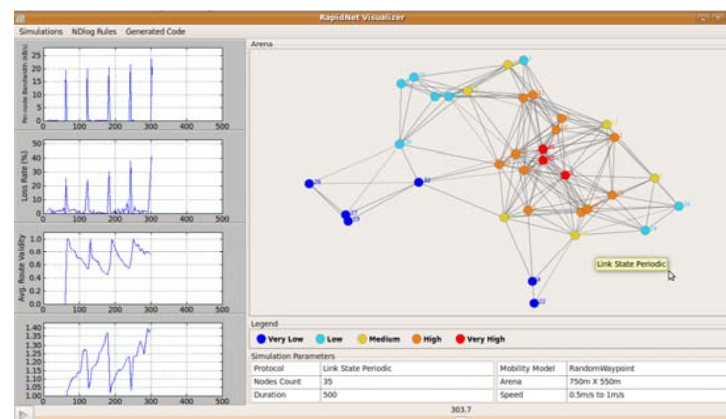 RapidNet Visualizer
Simulations NDlog Rules Generated Code
Per-node Bandwidth (kB/s)
25
20
15
10
5
0
0 100 200 300 400 500
Loss Rate (%)
50
40
30
20
10
0
0 100 200 300 400 500
Avg. Route Validity
1.0
0.8
0.6
0.4
0.2
0.0
0 100 200 300 400 500
1.40
1.35
1.30
1.25
1.20
1.15
1.10
1.05
1.00
0 100 200 300 400 500
Arena
Link State Periodic
Legend
Very Low Low Medium High Very High
Simulation Parameters
Protocol Link State Periodic Mobility Model RandomWaypoint
Nodes Count 35 Arena 750m X 550m
Duration 500 Speed 0.5m/s to 1m/s
303.7